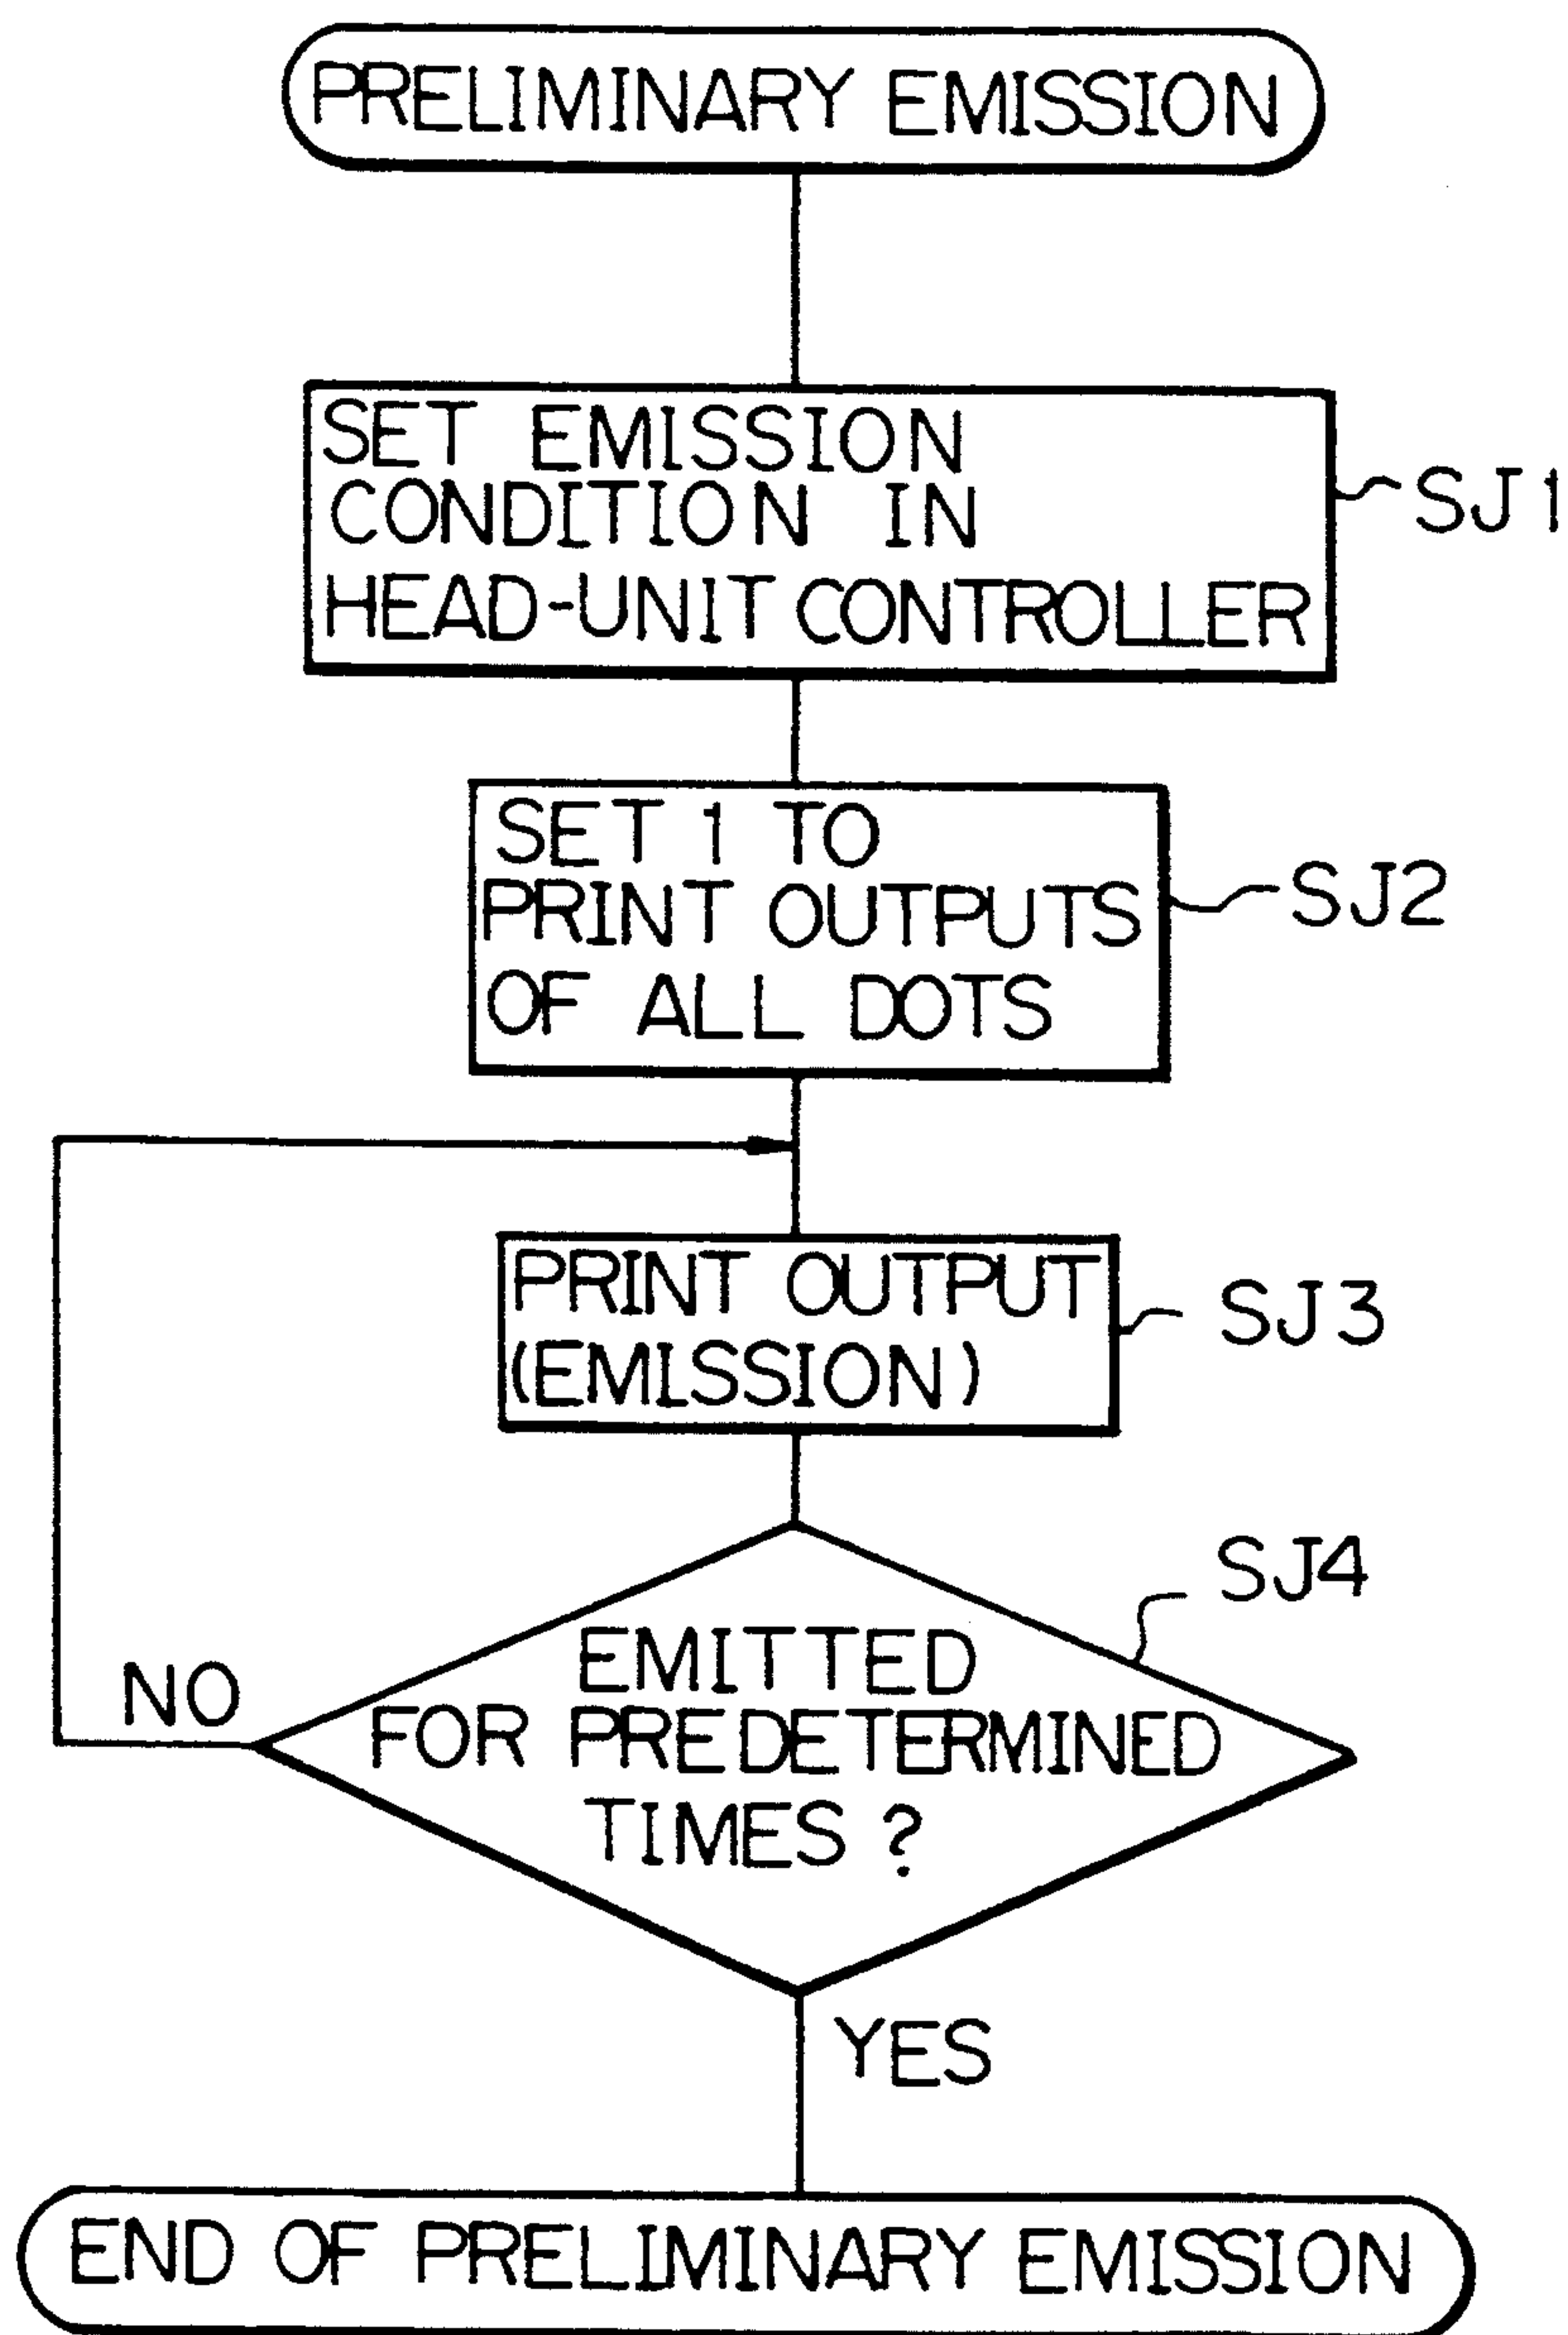 PRELIMINARY EMISSION
SET EMISSION
CONDITION IN
HEAD-UNIT CONTROLLER
SJ1
SET 1 TO
PRINT OUTPUTS
OF ALL DOTS
SJ2
PRINT OUTPUT
(EMISSION)
SJ3
SJ4
EMITTED
FOR PREDETERMINED
TIMES ?
NO
YES
END OF PRELIMINARY EMISSION